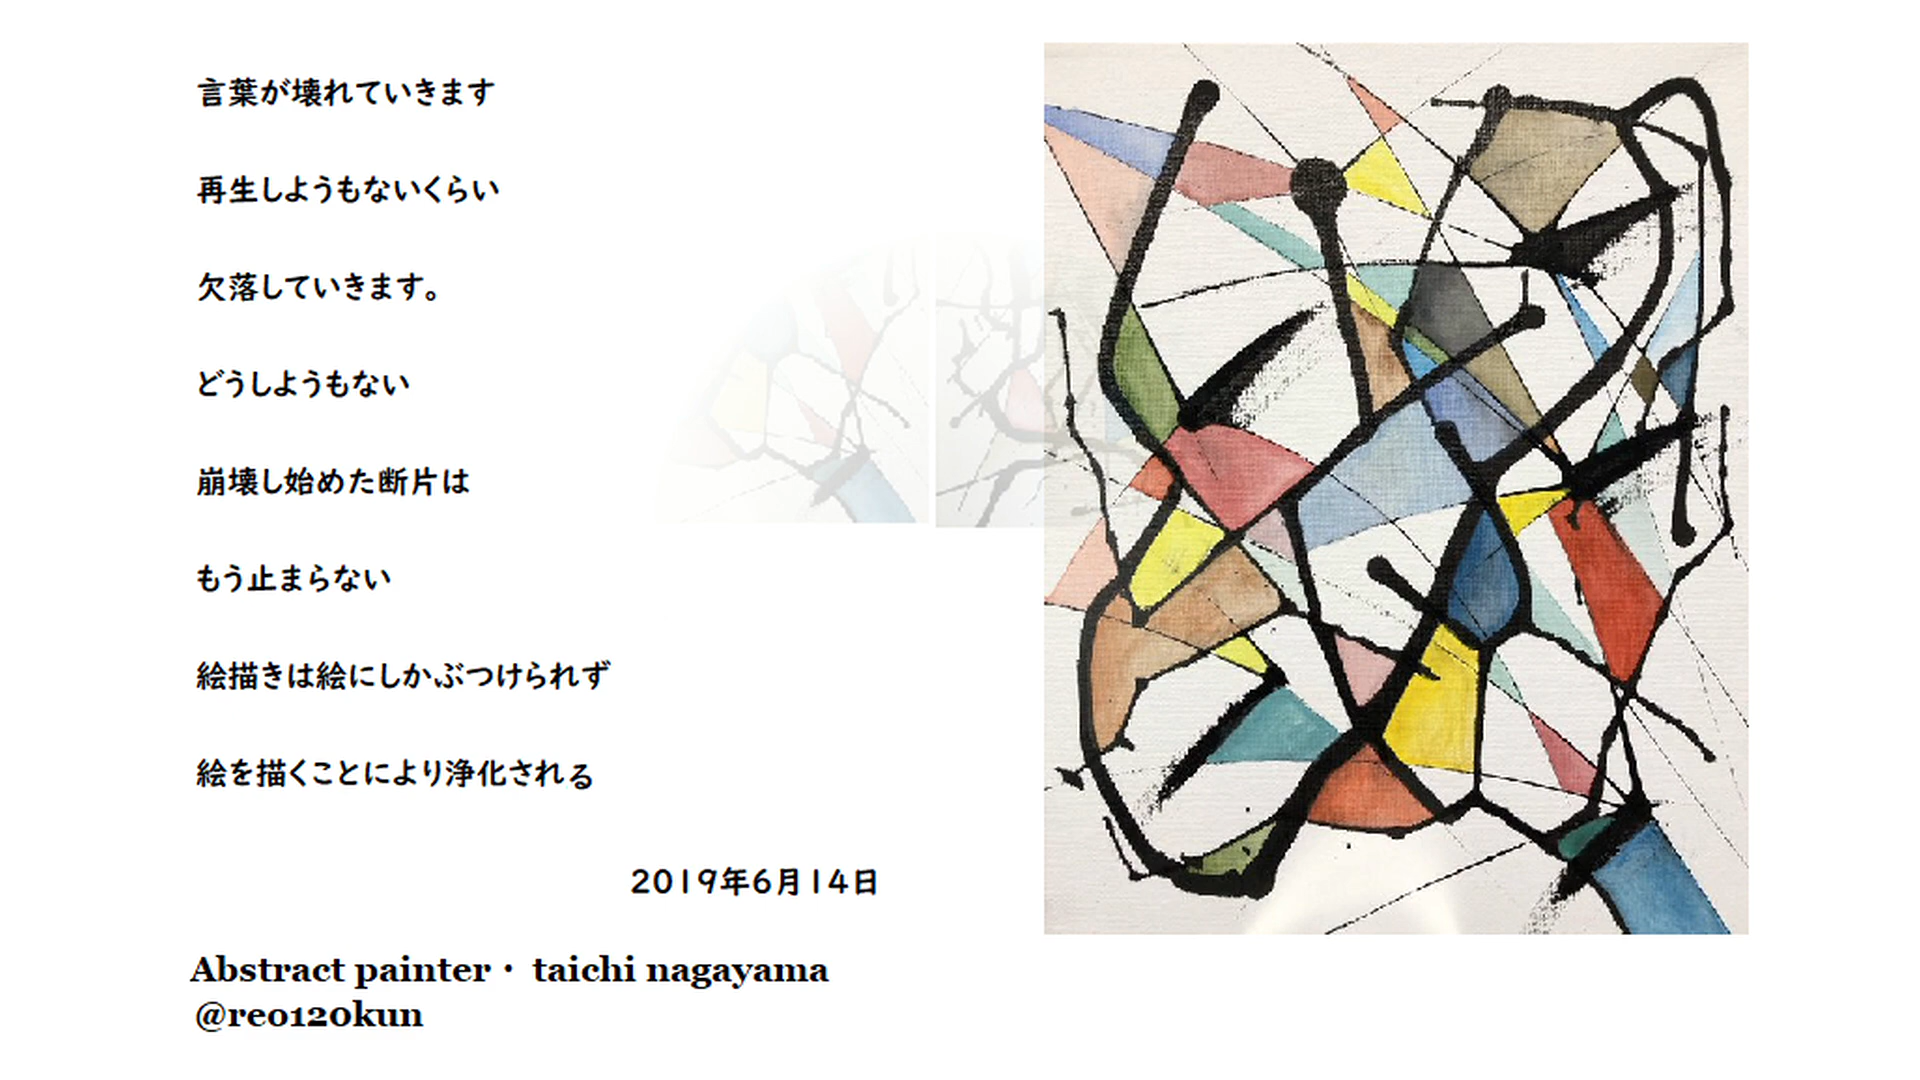 言葉が壊れていきます
再生しようもないくらい
欠落していきます。
どうしようもない
崩壊し始めた断片は
もう止まらない
絵描きは絵にしかぶつけられず
絵を描くことにより浄化される
2019年6月14日
Abstract painter・ taichi nagayama
@reo120kun